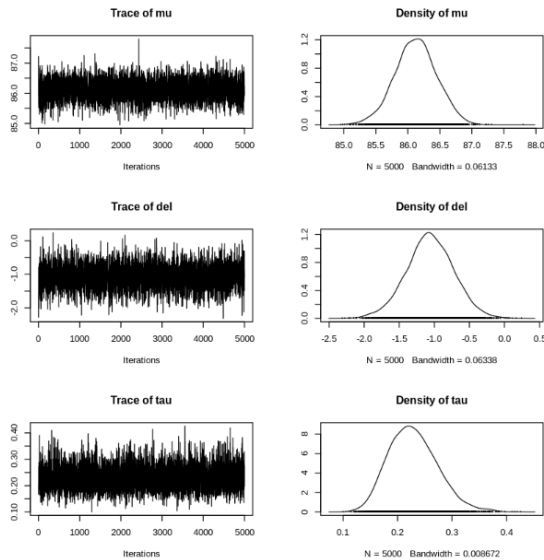 Trace of mu
87.0
86.0
85.0
0 1000 2000 3000 4000 5000
Iterations
Density of mu
1.2
0.8
0.4
0.0
85.0 85.5 86.0 86.5 87.0 87.5 88.0
N = 5000 Bandwidth = 0.06133
Trace of del
0.0
-1.0
-2.0
0 1000 2000 3000 4000 5000
Iterations
Density of del
1.2
0.8
0.4
0.0
-2.5 -2.0 -1.5 -1.0 -0.5 0.0 0.5
N = 5000 Bandwidth = 0.06338
Trace of tau
0.40
0.30
0.20
0.10
0 1000 2000 3000 4000 5000
Iterations
Density of tau
8
6
4
2
0
0.1 0.2 0.3 0.4
N = 5000 Bandwidth = 0.008672